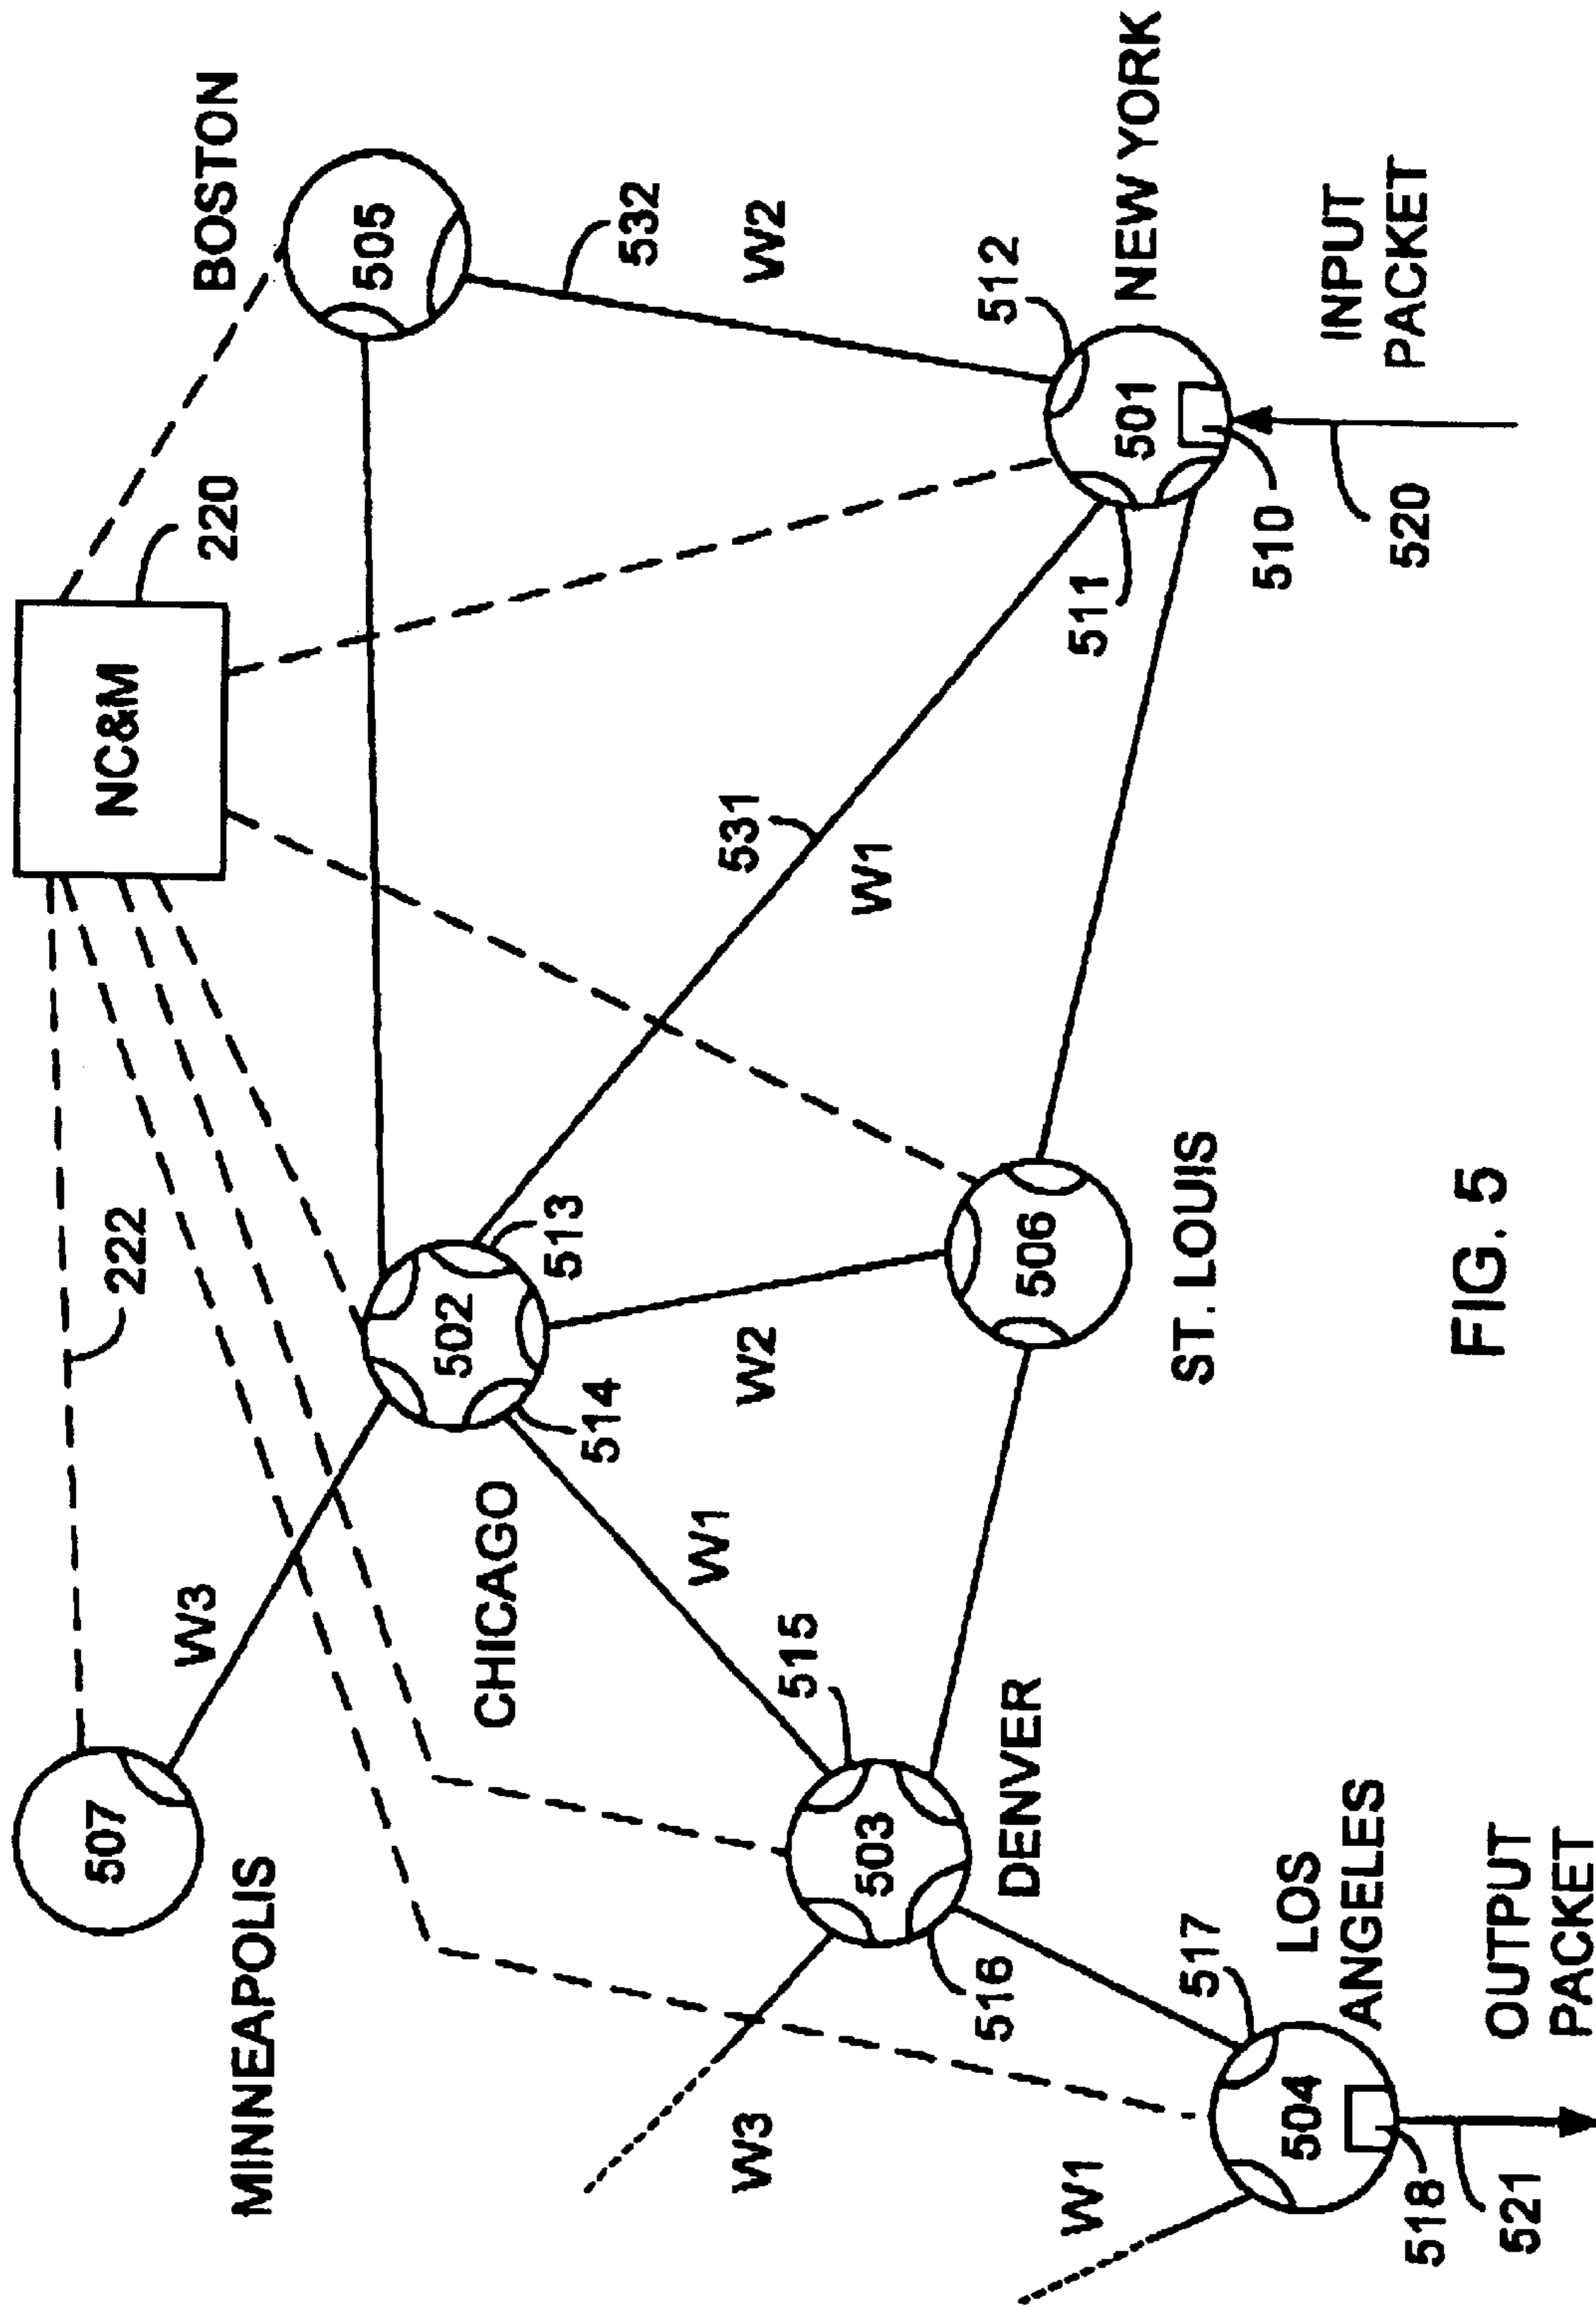 NC&M
220
222
MINNEAPOLIS
507
W3
BOSTON
505
532
W2
CHICAGO
502
513
514
531
W1
W1
W2
512
NEW YORK
501
511
510
INPUT
PACKET
520
515
503
DENVER
516
W3
ST. LOUIS
506
517
LOS
ANGELES
504
W1
518
521
OUTPUT
PACKET
FIG. 5